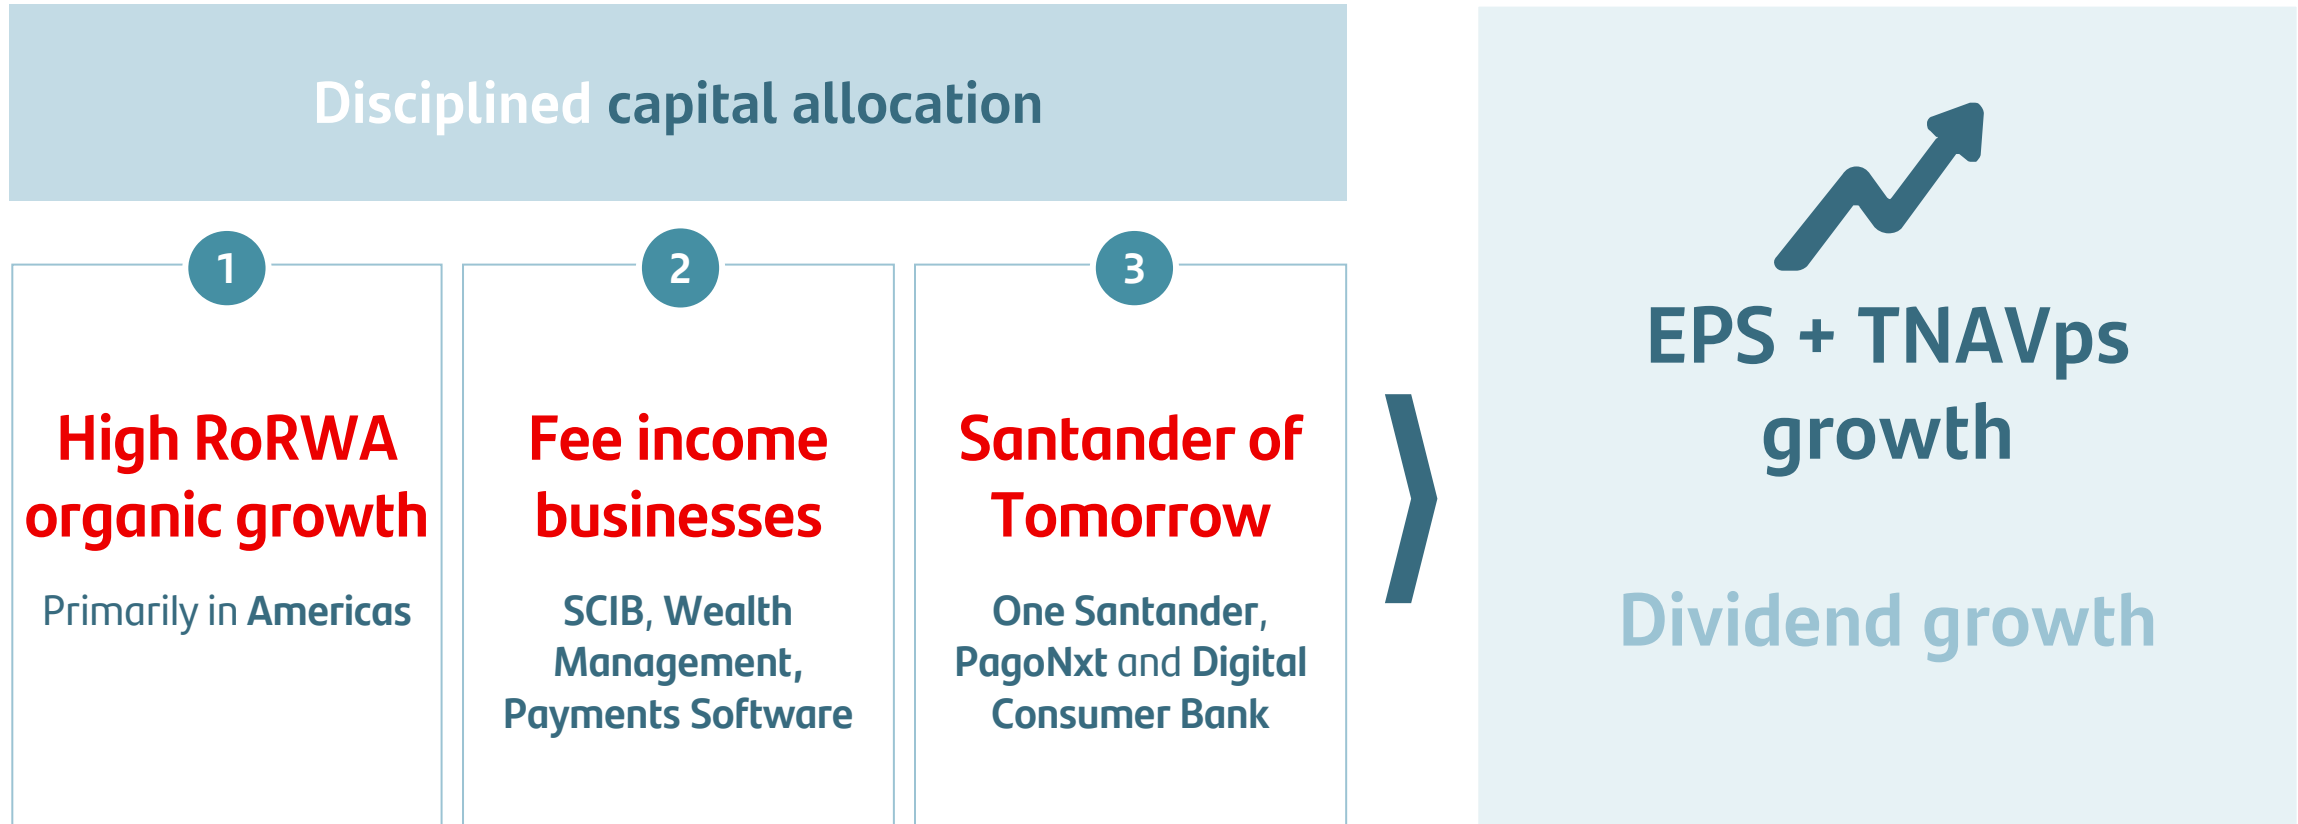 Disciplined capital allocation
1
High RoRWA
organic growth
Primarily in Americas
2
Fee income
businesses
SCIB, Wealth
Management,
Payments Software
3
Santander of
Tomorrow
One Santander,
PagoNxt and Digital
Consumer Bank
EPS + TNAVps
growth
Dividend growth